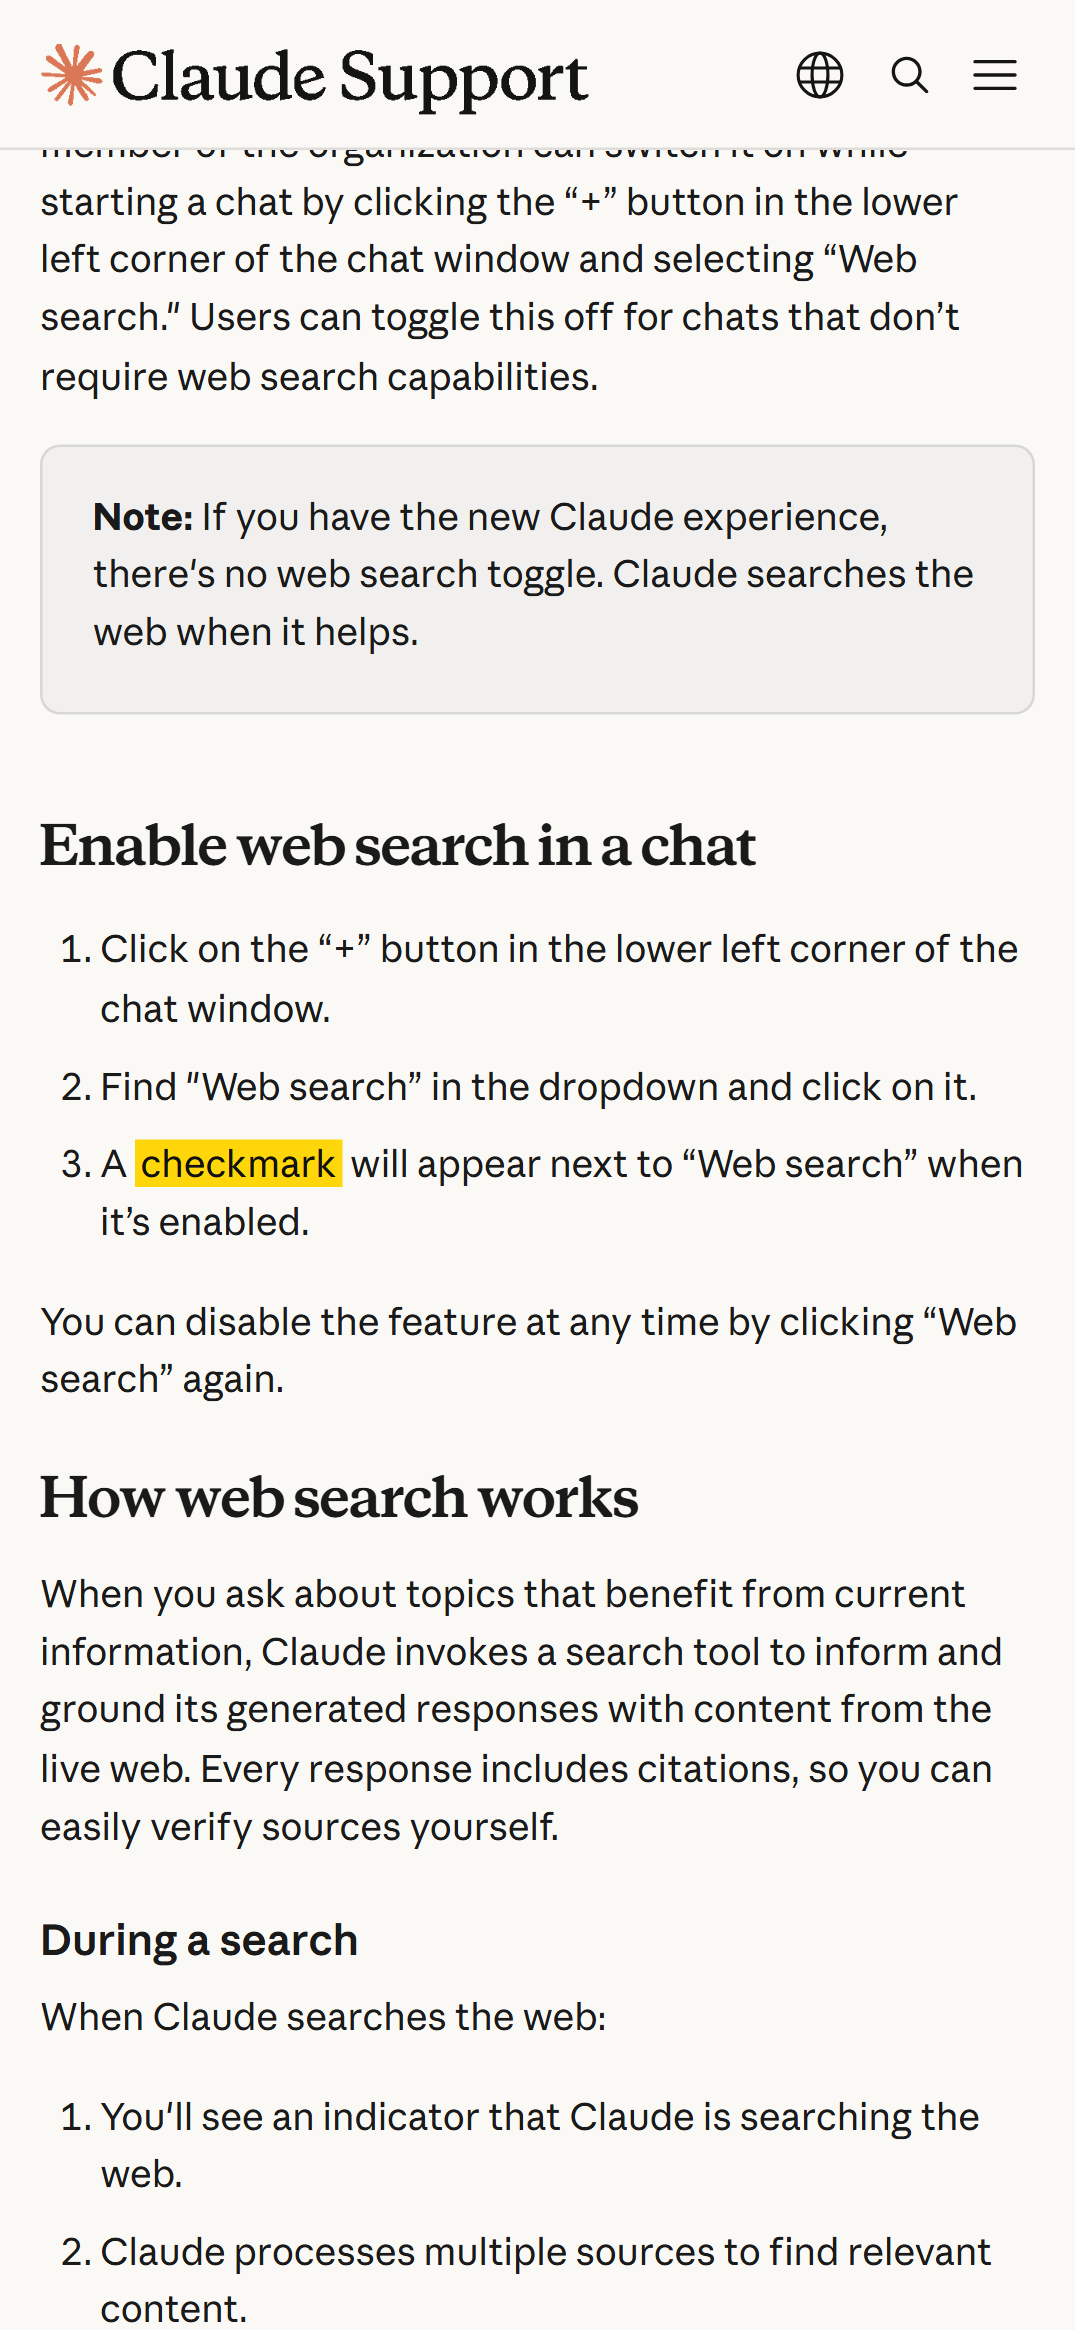 Claude Support
member of the organization can switch it on while
starting a chat by clicking the “+” button in the lower
left corner of the chat window and selecting “Web
search." Users can toggle this off for chats that don’t
require web search capabilities.
Note: If you have the new Claude experience,
there's no web search toggle. Claude searches the
web when it helps.
Enable web search in a chat
1. Click on the “+” button in the lower left corner of the
chat window.
2. Find "Web search” in the dropdown and click on it.
3. A checkmark will appear next to “Web search” when
it’s enabled.
You can disable the feature at any time by clicking “Web
search” again.
How web search works
When you ask about topics that benefit from current
information, Claude invokes a search tool to inform and
ground its generated responses with content from the
live web. Every response includes citations, so you can
easily verify sources yourself.
During a search
When Claude searches the web:
1. You'll see an indicator that Claude is searching the
web.
2. Claude processes multiple sources to find relevant
content.